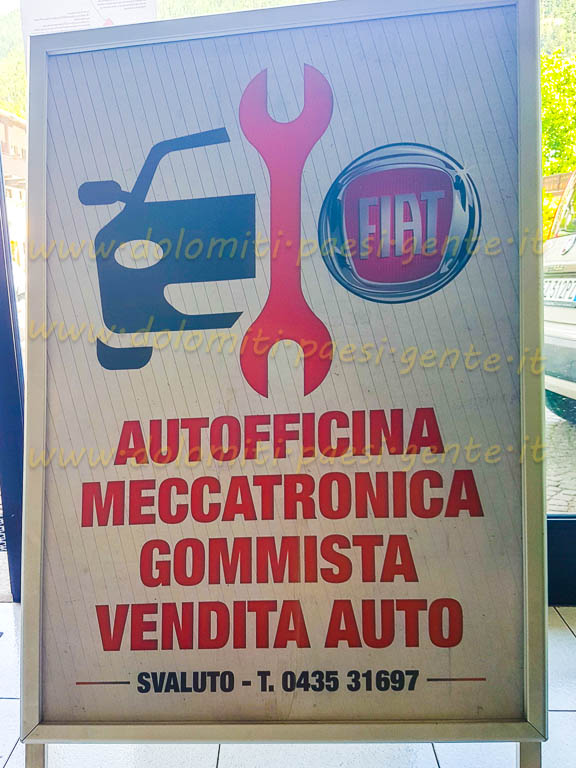 FIAT
www.dolomiti·paesi·gente·it
www.dolomiti·paesi·gente·it
AUTOFFICINA
www.dolomiti·paesi·gente·it
MECCATRONICA
GOMMISTA
VENDITA AUTO
SVALUTO - T. 0435 31697